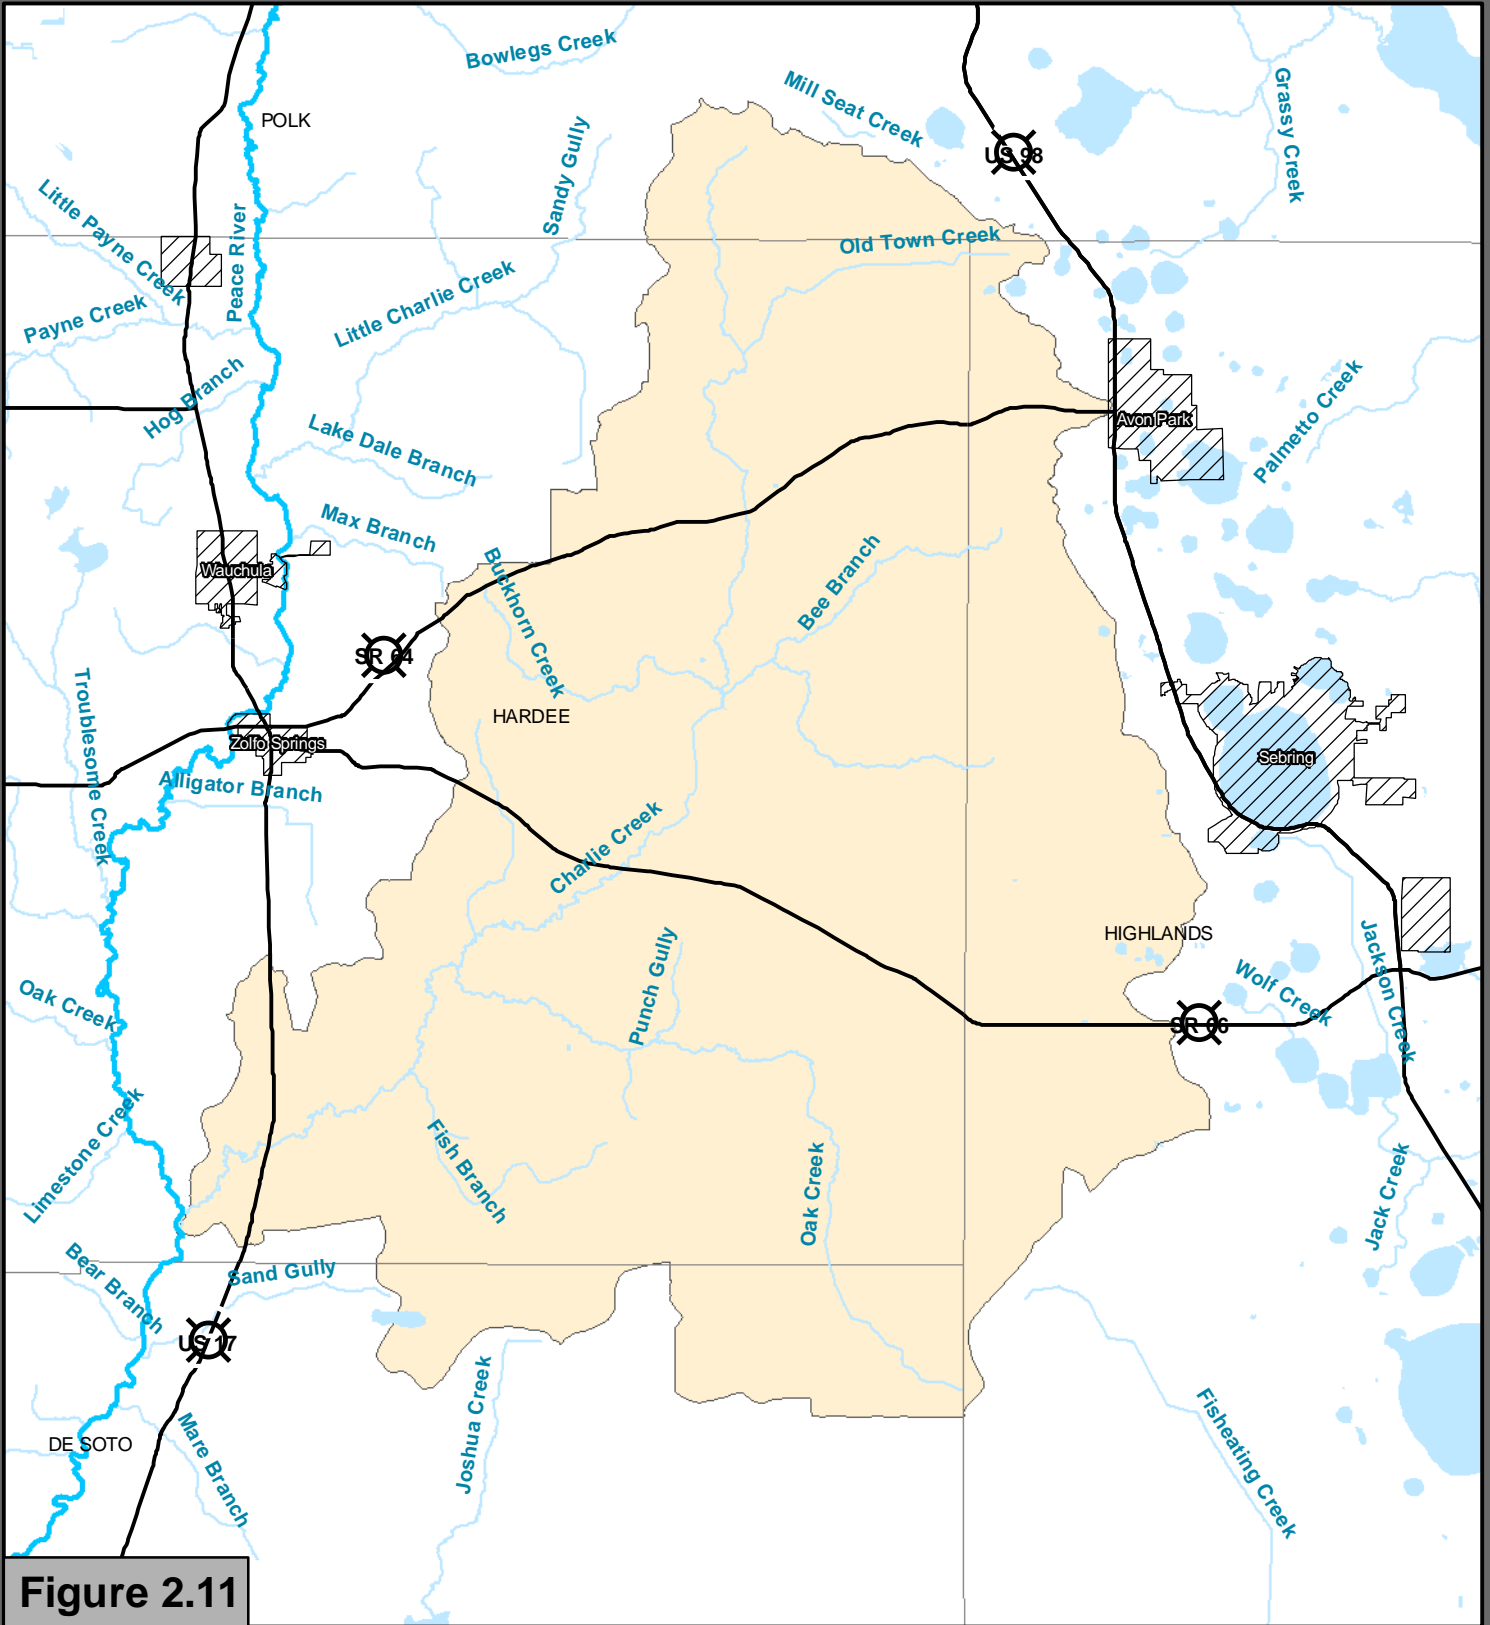 Bowlegs Creek
Mill Seat Creek
Grassy Creek
POLK
Sandy Gully
US 98
Little Payne Creek
Peace River
Old Town Creek
Little Charlie Creek
Payne Creek
Hog Branch
Avon Park
Palmetto Creek
Lake Dale Branch
Max Branch
Wauchula
Buckhorn Creek
Bee Branch
SR 64
Troublesome Creek
HARDEE
Zolfo Springs
Sebring
Alligator Branch
Charlie Creek
HIGHLANDS
Punch Gully
Jackson Creek
Wolf Creek
Oak Creek
SR 66
Limestone Creek
Fish Branch
Oak Creek
Jack Creek
Bear Branch
Sand Gully
US 17
Joshua Creek
Fisheating Creek
DE SOTO
Mare Branch
Figure 2.11